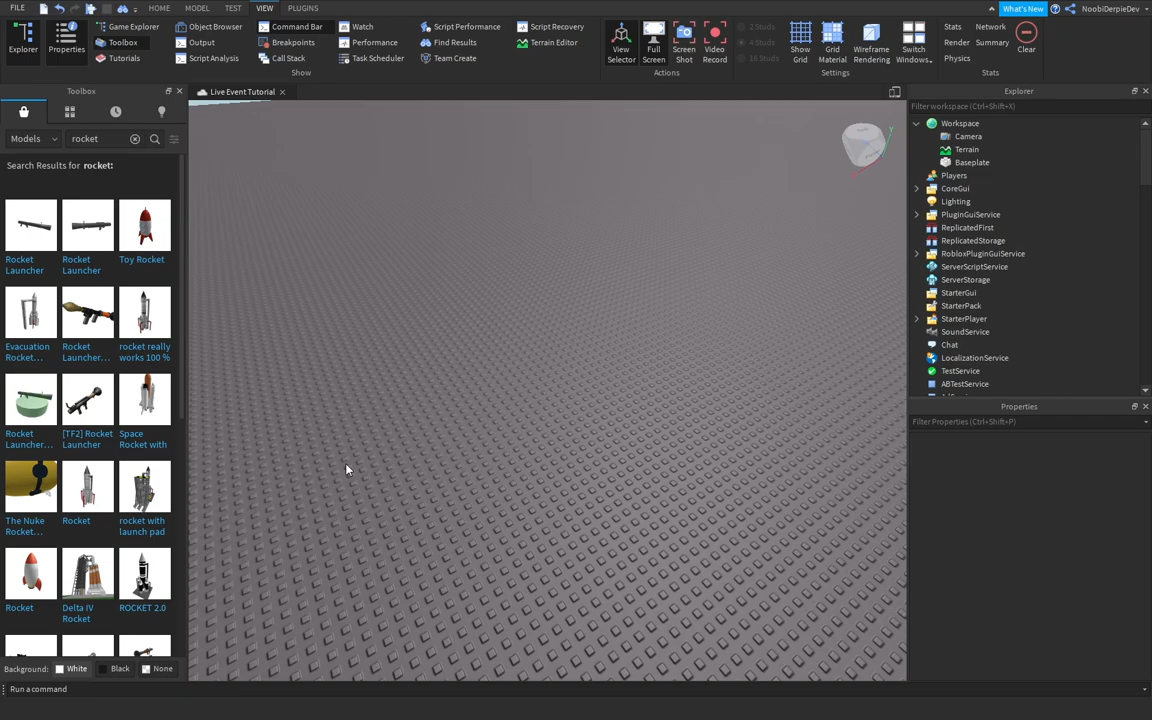 FILE HOME MODEL TEST VIEW PLUGINS What's New NoobiDerpieDev
Explorer Properties
Game Explorer Object Browser Command Bar Watch Script Performance Script Recovery
Toolbox Output Breakpoints Performance Find Results Terrain Editor
Tutorials Script Analysis Call Stack Task Scheduler Team Create
Show
View Selector Full Screen Screen Shot Video Record
Actions
2 Studs
4 Studs
16 Studs
Show Grid Grid Material Wireframe Rendering Switch Windows
Settings
Stats Network
Render Summary Clear
Physics
Stats
Toolbox
Live Event Tutorial
Models rocket
Search Results for rocket:
Rocket Launcher
Rocket Launcher
Toy Rocket
Evacuation Rocket...
Rocket Launcher...
rocket really works 100 %
Rocket Launcher...
[TF2] Rocket Launcher
Space Rocket with
The Nuke Rocket...
Rocket
rocket with launch pad
Rocket
Delta IV Rocket
ROCKET 2.0
Background: White Black None
Run a command
Explorer
Filter workspace (Ctrl+Shift+X)
Workspace
Camera
Terrain
Baseplate
Players
CoreGui
Lighting
PluginGuiService
ReplicatedFirst
ReplicatedStorage
RobloxPluginGuiService
ServerScriptService
ServerStorage
StarterGui
StarterPack
StarterPlayer
SoundService
Chat
LocalizationService
TestService
ABTestService
Properties
Filter Properties (Ctrl+Shift+P)